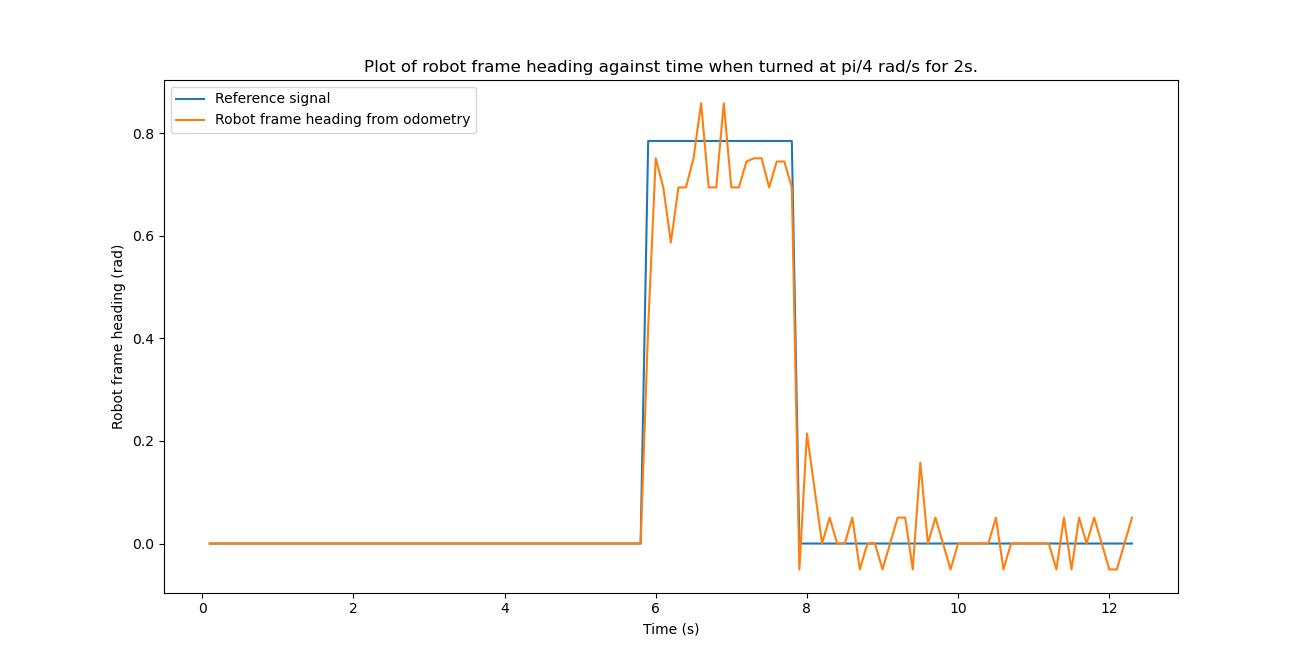 Plot of robot frame heading against time when turned at pi/4 rad/s for 2s.
Reference signal
Robot frame heading from odometry
Robot frame heading (rad)
0.8
0.6
0.4
0.2
0.0
0 2 4 6 8 10 12
Time (s)